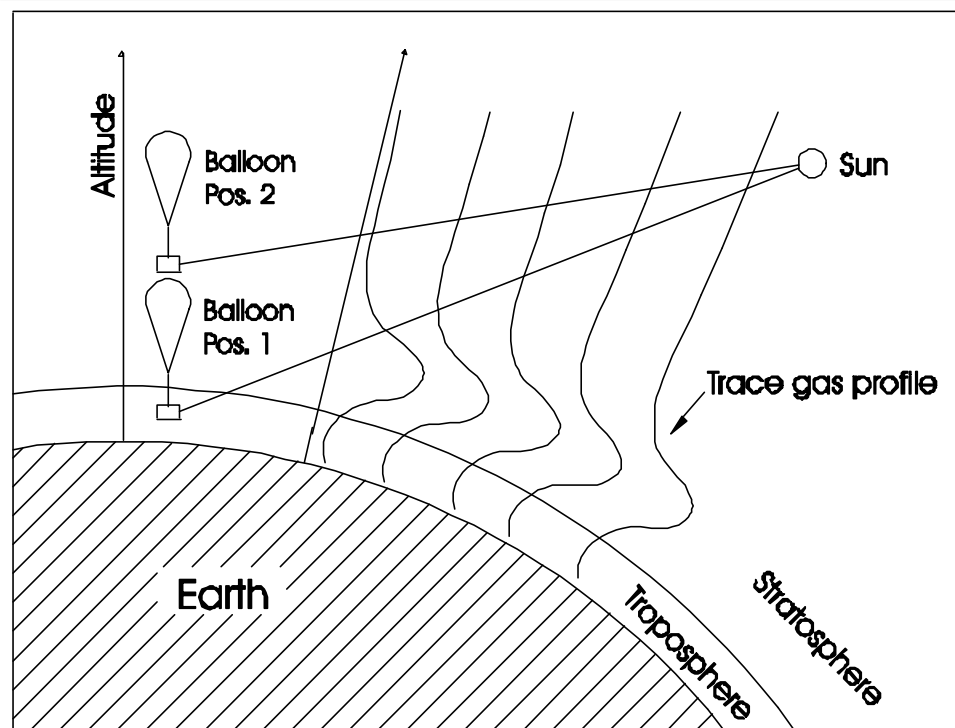 Altitude
Balloon
Pos. 2
Sun
Balloon
Pos. 1
Trace gas profile
Earth
Troposphere
Stratosphere